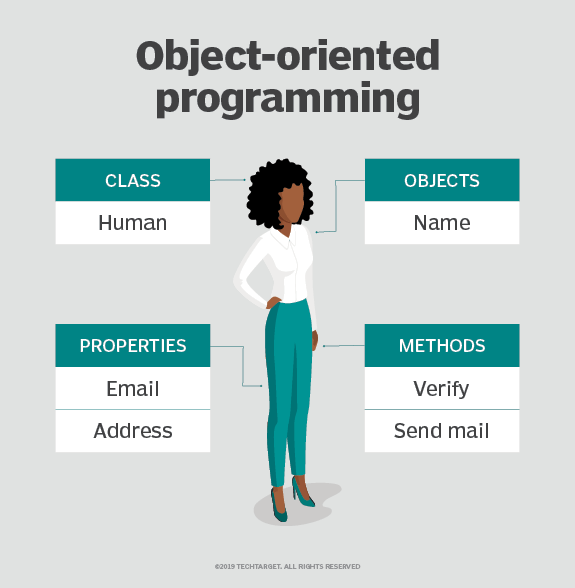 Object-oriented
programming
CLASS
Human
OBJECTS
Name
PROPERTIES
Email
Address
METHODS
Verify
Send mail
©2019 TECHTARGET. ALL RIGHTS RESERVED